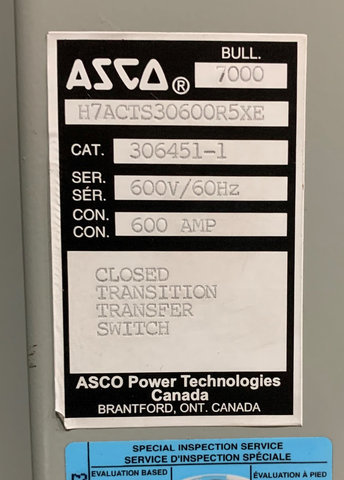 BULL.
ASCO® 7000
H7ACTS30600R5XE
CAT. 306451-1
SER.
SÉR. 600V/60Hz
CON.
CON. 600 AMP
CLOSED
TRANSITION
TRANSFER
SWITCH
ASCO Power Technologies
Canada
BRANTFORD, ONT. CANADA
SPECIAL INSPECTION SERVICE
SERVICE D'INSPECTION SPÉCIALE
EVALUATION BASED ÉVALUATION À PIED